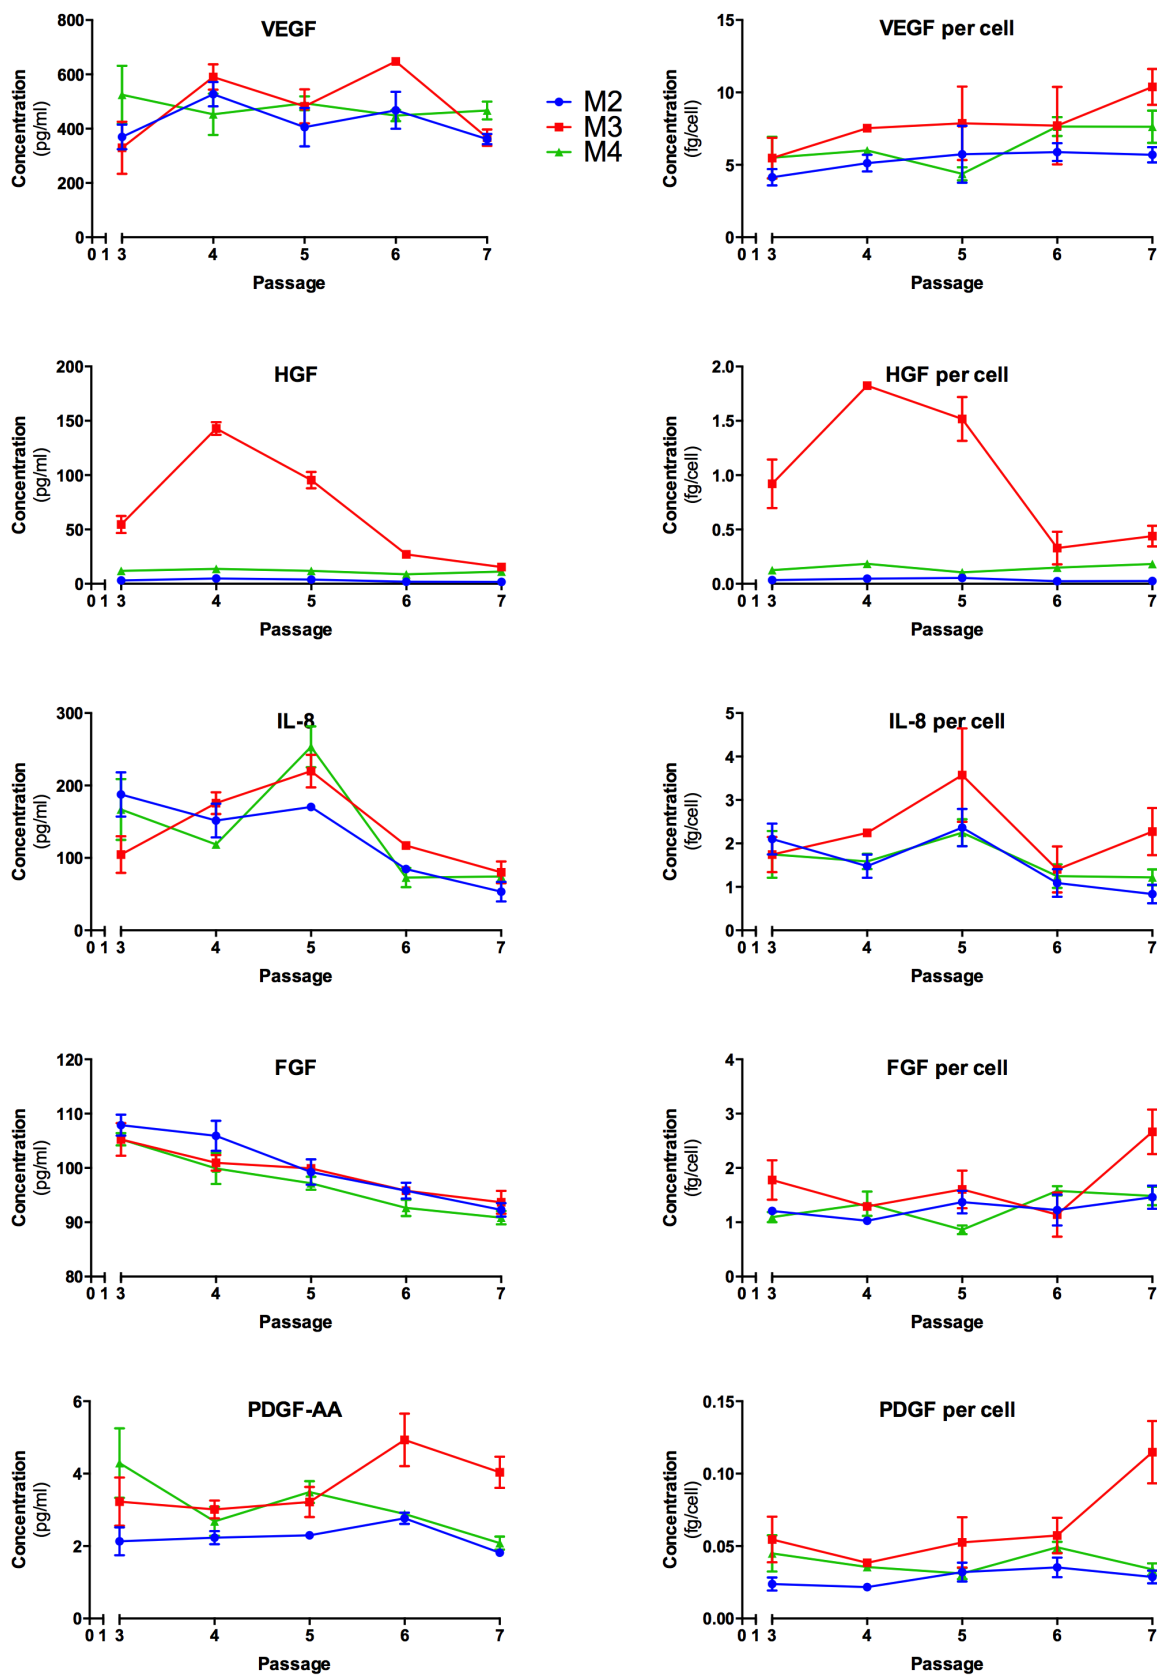 VEGF
800
600
400
200
0
Concentration
(pg/ml)
0 1 3 4 5 6 7
Passage
M2
M3
M4
VEGF per cell
15
10
5
0
Concentration
(fg/cell)
0 1 3 4 5 6 7
Passage
HGF
200
150
100
50
0
Concentration
(pg/ml)
0 1 3 4 5 6 7
Passage
HGF per cell
2.0
1.5
1.0
0.5
0.0
Concentration
(fg/cell)
0 1 3 4 5 6 7
Passage
IL-8
300
200
100
0
Concentration
(pg/ml)
0 1 3 4 5 6 7
Passage
IL-8 per cell
5
4
3
2
1
0
Concentration
(fg/cell)
0 1 3 4 5 6 7
Passage
FGF
120
110
100
90
80
Concentration
(pg/ml)
0 1 3 4 5 6 7
Passage
FGF per cell
4
3
2
1
0
Concentration
(fg/cell)
0 1 3 4 5 6 7
Passage
PDGF-AA
6
4
2
0
Concentration
(pg/ml)
0 1 3 4 5 6 7
Passage
PDGF per cell
0.15
0.10
0.05
0.00
Concentration
(fg/cell)
0 1 3 4 5 6 7
Passage